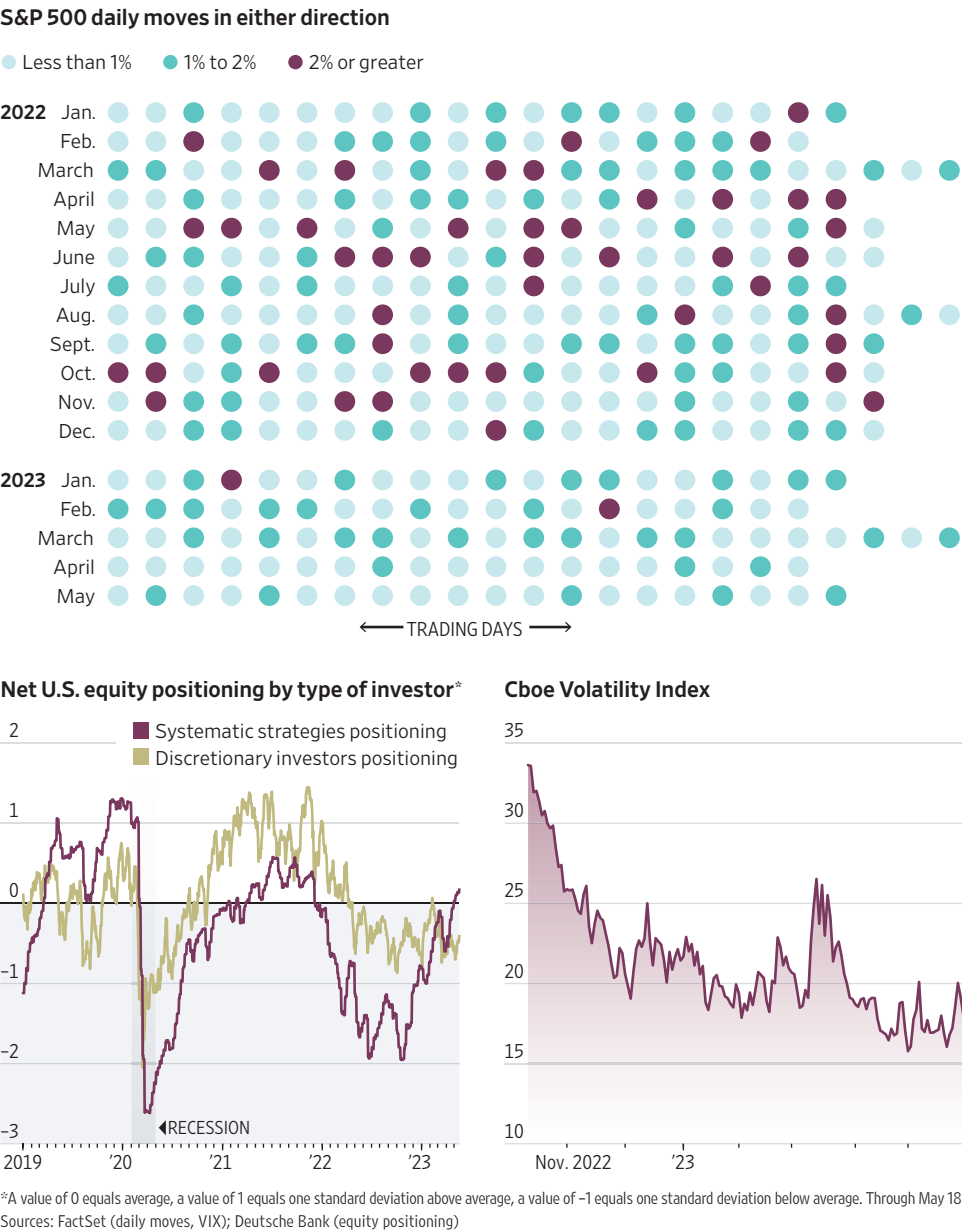 S&P 500 daily moves in either direction
Less than 1% 1% to 2% 2% or greater
2022 Jan.
Feb.
March
April
May
June
July
Aug.
Sept.
Oct.
Nov.
Dec.
2023 Jan.
Feb.
March
April
May
TRADING DAYS
Net U.S. equity positioning by type of investor*
2
Systematic strategies positioning
Discretionary investors positioning
1
0
–1
–2
–3
RECESSION
2019 ’20 ’21 ’22 ’23
Cboe Volatility Index
35
30
25
20
15
10
Nov. 2022 ’23
*A value of 0 equals average, a value of 1 equals one standard deviation above average, a value of –1 equals one standard deviation below average. Through May 18
Sources: FactSet (daily moves, VIX); Deutsche Bank (equity positioning)